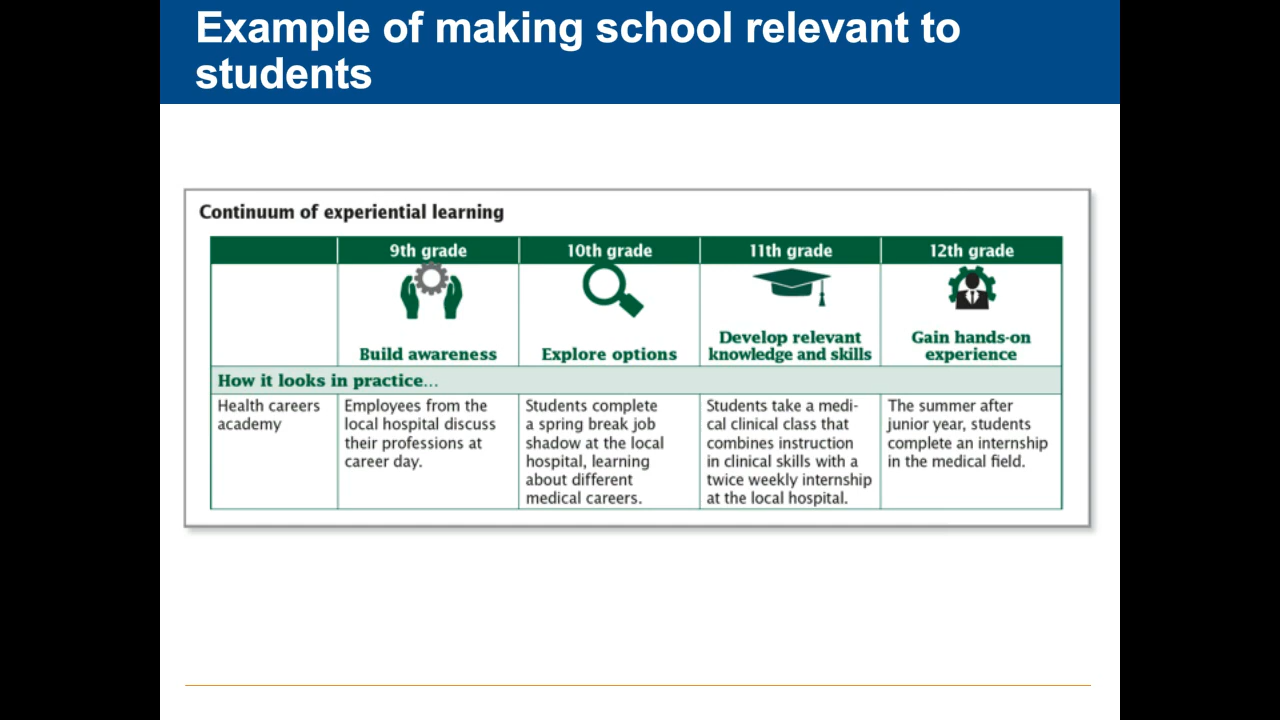 Example of making school relevant to
students
Continuum of experiential learning
9th grade
10th grade
11th grade
12th grade
Build awareness
Explore options
Develop relevant
knowledge and skills
Gain hands-on
experience
How it looks in practice...
Health careers
academy
Employees from the
local hospital discuss
their professions at
career day.
Students complete
a spring break job
shadow at the local
hospital, learning
about different
medical careers.
Students take a medi-
cal clinical class that
combines instruction
in clinical skills with a
twice weekly internship
at the local hospital.
The summer after
junior year, students
complete an internship
in the medical field.